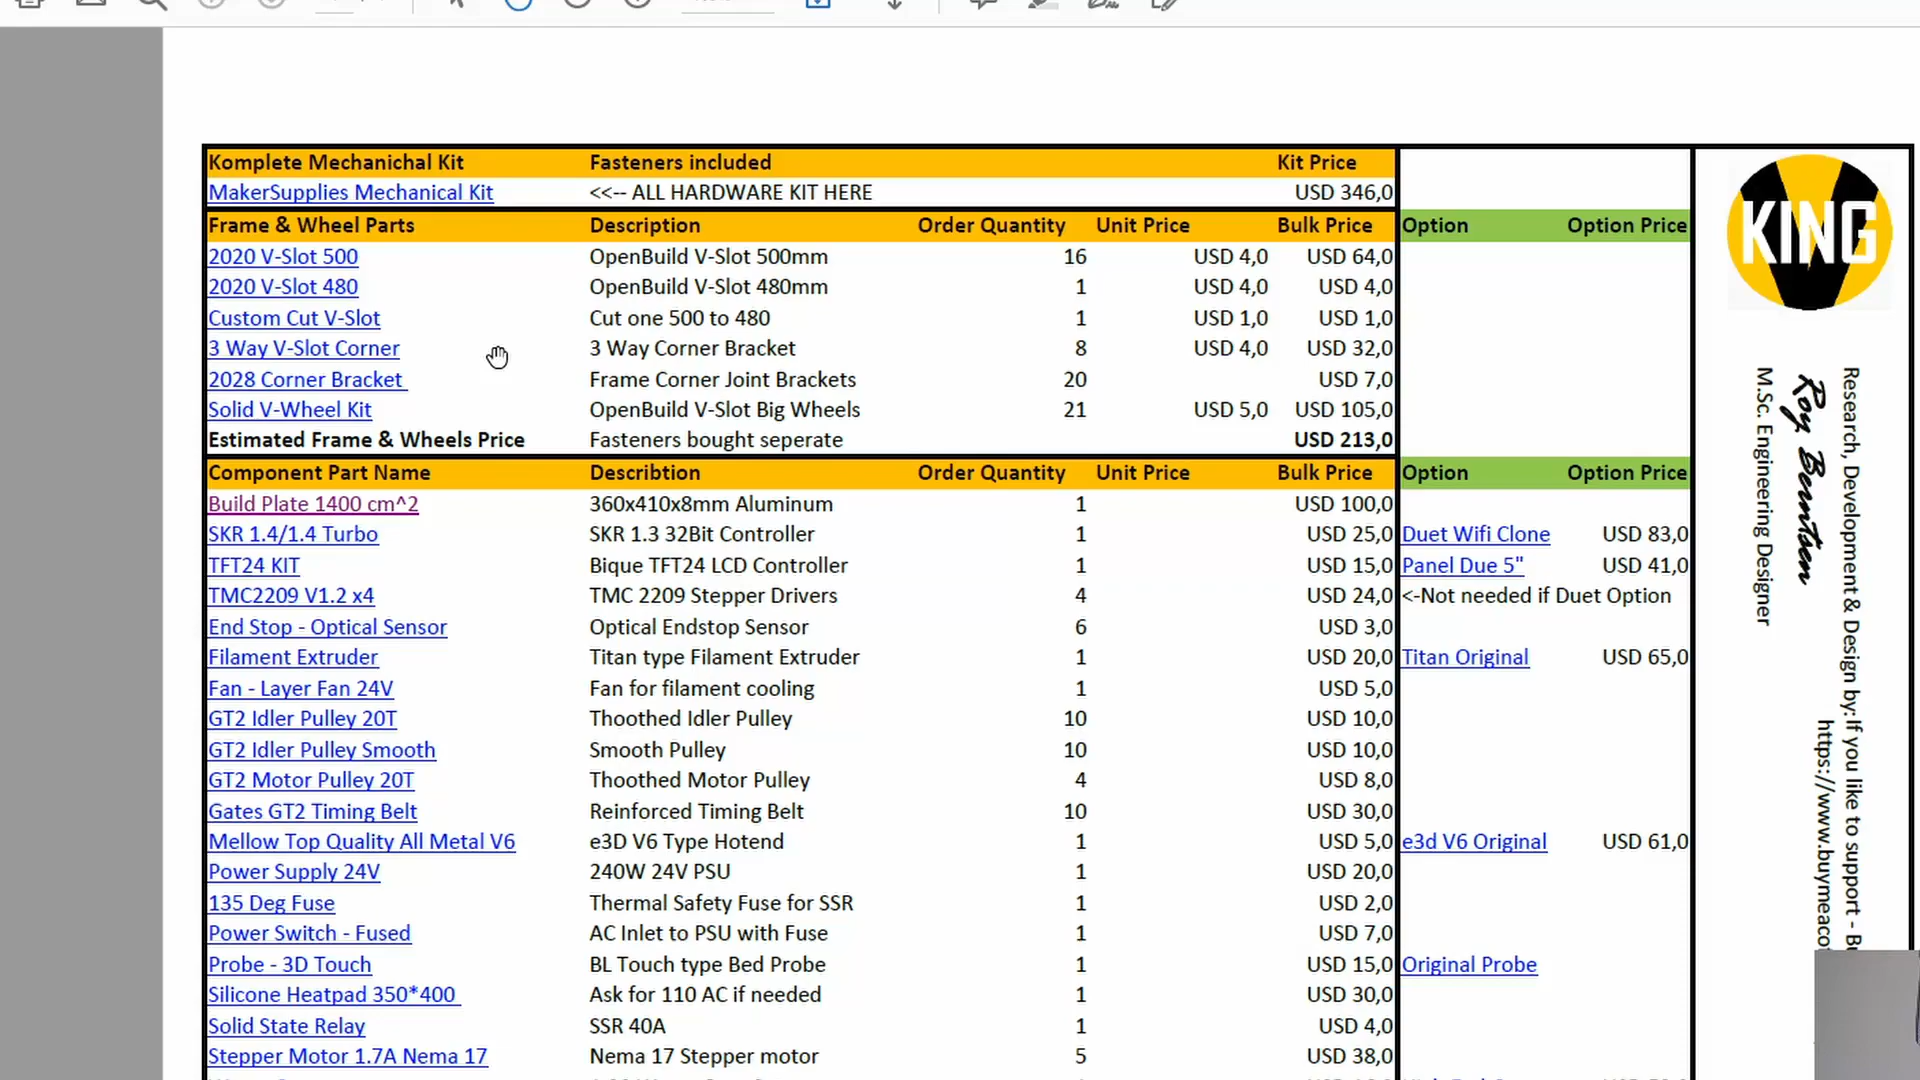 Komplete Mechanichal Kit Fasteners included Kit Price
MakerSupplies Mechanical Kit <<-- ALL HARDWARE KIT HERE USD 346,0
Frame & Wheel Parts Description Order Quantity Unit Price Bulk Price Option Option Price
2020 V-Slot 500 OpenBuild V-Slot 500mm 16 USD 4,0 USD 64,0
2020 V-Slot 480 OpenBuild V-Slot 480mm 1 USD 4,0 USD 4,0
Custom Cut V-Slot Cut one 500 to 480 1 USD 1,0 USD 1,0
3 Way V-Slot Corner 3 Way Corner Bracket 8 USD 4,0 USD 32,0
2028 Corner Bracket Frame Corner Joint Brackets 20 USD 7,0
Solid V-Wheel Kit OpenBuild V-Slot Big Wheels 21 USD 5,0 USD 105,0
Estimated Frame & Wheels Price Fasteners bought seperate USD 213,0
Component Part Name Describtion Order Quantity Unit Price Bulk Price Option Option Price
Build Plate 1400 cm^2 360x410x8mm Aluminum 1 USD 100,0
SKR 1.4/1.4 Turbo SKR 1.3 32Bit Controller 1 USD 25,0 Duet Wifi Clone USD 83,0
TFT24 KIT Bique TFT24 LCD Controller 1 USD 15,0 Panel Due 5" USD 41,0
TMC2209 V1.2 x4 TMC 2209 Stepper Drivers 4 USD 24,0 <-Not needed if Duet Option
End Stop - Optical Sensor Optical Endstop Sensor 6 USD 3,0
Filament Extruder Titan type Filament Extruder 1 USD 20,0 Titan Original USD 65,0
Fan - Layer Fan 24V Fan for filament cooling 1 USD 5,0
GT2 Idler Pulley 20T Thoothed Idler Pulley 10 USD 10,0
GT2 Idler Pulley Smooth Smooth Pulley 10 USD 10,0
GT2 Motor Pulley 20T Thoothed Motor Pulley 4 USD 8,0
Gates GT2 Timing Belt Reinforced Timing Belt 10 USD 30,0
Mellow Top Quality All Metal V6 e3D V6 Type Hotend 1 USD 5,0 e3d V6 Original USD 61,0
Power Supply 24V 240W 24V PSU 1 USD 20,0
135 Deg Fuse Thermal Safety Fuse for SSR 1 USD 2,0
Power Switch - Fused AC Inlet to PSU with Fuse 1 USD 7,0
Probe - 3D Touch BL Touch type Bed Probe 1 USD 15,0 Original Probe
Silicone Heatpad 350*400 Ask for 110 AC if needed 1 USD 30,0
Solid State Relay SSR 40A 1 USD 4,0
Stepper Motor 1.7A Nema 17 Nema 17 Stepper motor 5 USD 38,0
KING
Research, Development & Design by:
Roy Berntsen
M.Sc. Engineering Designer
If you like to support -
https://www.buymeacof